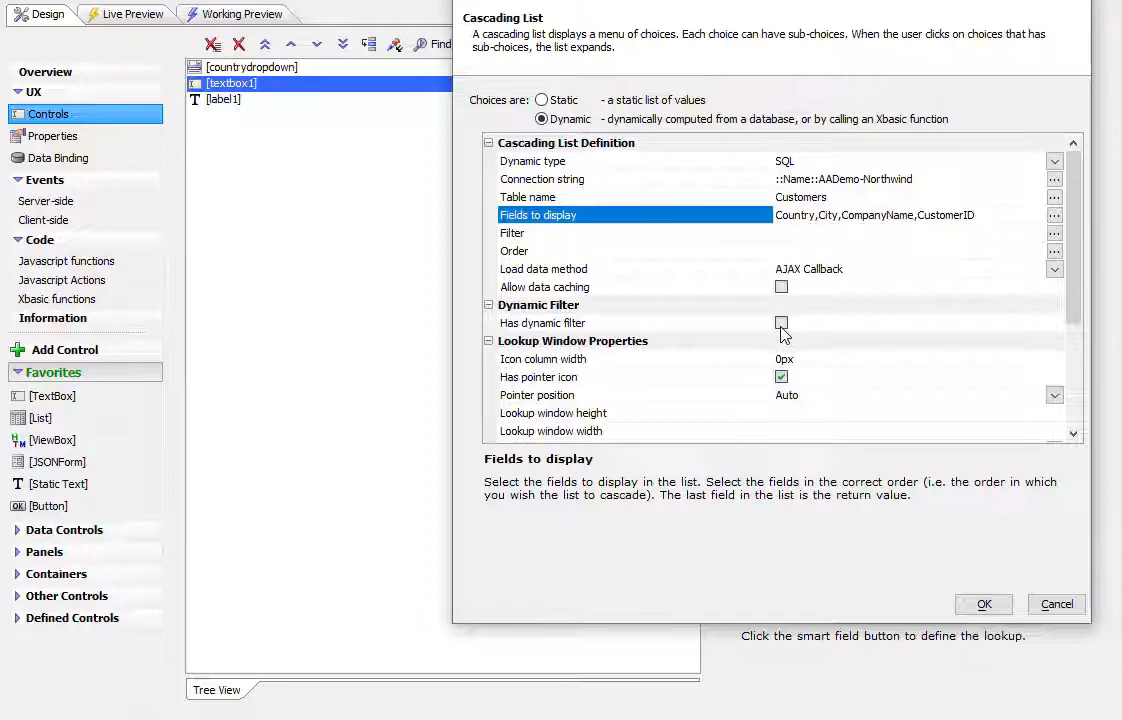 Design
Live Preview
Working Preview
Find
Overview
UX
Controls
Properties
Data Binding
Events
Server-side
Client-side
Code
Javascript functions
Javascript Actions
Xbasic functions
Information
Add Control
Favorites
[TextBox]
[List]
[ViewBox]
[JSONForm]
[Static Text]
[Button]
Data Controls
Panels
Containers
Other Controls
Defined Controls
[countrydropdown]
[textbox1]
[label1]
Tree View
Cascading List
A cascading list displays a menu of choices. Each choice can have sub-choices. When the user clicks on choices that has
sub-choices, the list expands.
Choices are: Static - a static list of values
Dynamic - dynamically computed from a database, or by calling an Xbasic function
Cascading List Definition
Dynamic type SQL
Connection string ::Name::AADemo-Northwind
Table name Customers
Fields to display Country,City,CompanyName,CustomerID
Filter
Order
Load data method AJAX Callback
Allow data caching
Dynamic Filter
Has dynamic filter
Lookup Window Properties
Icon column width 0px
Has pointer icon
Pointer position Auto
Lookup window height
Lookup window width
Fields to display
Select the fields to display in the list. Select the fields in the correct order (i.e. the order in which
you wish the list to cascade). The last field in the list is the return value.
OK
Cancel
Click the smart field button to define the lookup.